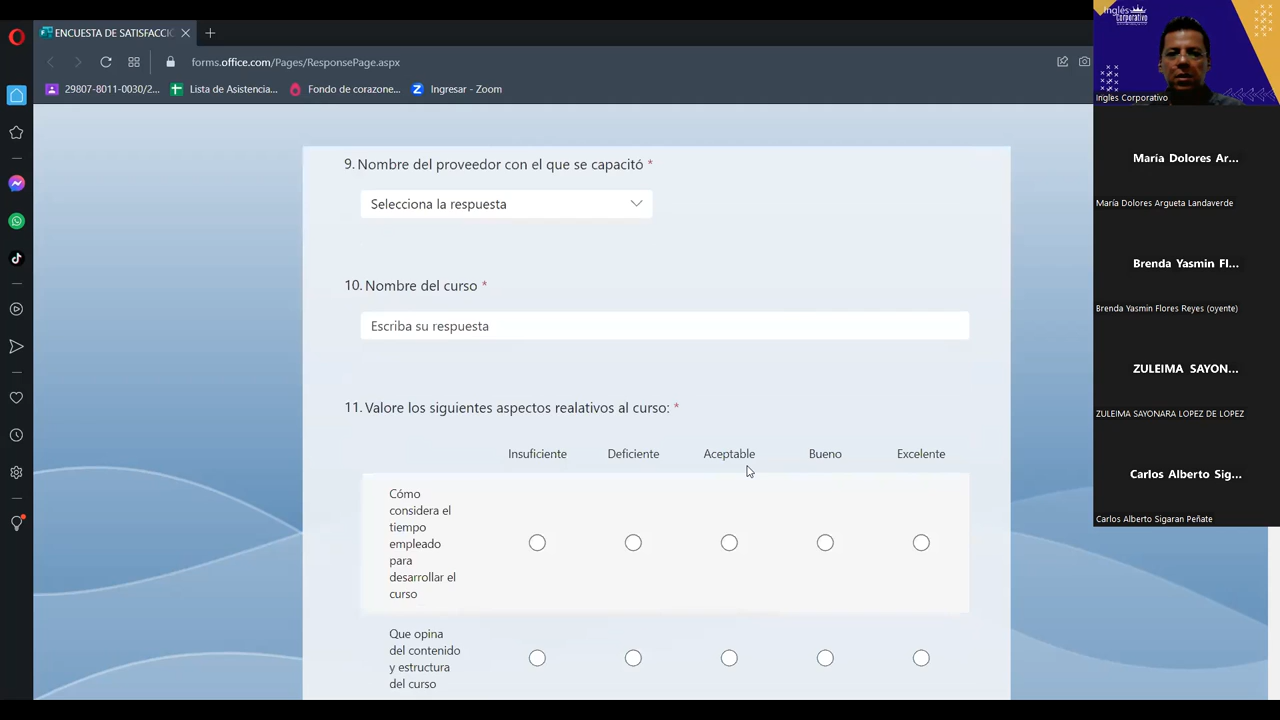 ENCUESTA DE SATISFACCI
forms.office.com/Pages/ResponsePage.aspx
29807-8011-0030/2...
Lista de Asistencia...
Fondo de corazone...
Ingresar - Zoom
9. Nombre del proveedor con el que se capacitó *
Selecciona la respuesta
10. Nombre del curso *
Escriba su respuesta
11. Valore los siguientes aspectos realativos al curso: *
Insuficiente Deficiente Aceptable Bueno Excelente
Cómo
considera el
tiempo
empleado
para
desarrollar el
curso
Que opina
del contenido
y estructura
del curso
Inglés
Corporativo
Ingles Corporativo
María Dolores Ar...
María Dolores Argueta Landaverde
Brenda Yasmin Fl...
Brenda Yasmin Flores Reyes (oyente)
ZULEIMA SAYON...
ZULEIMA SAYONARA LOPEZ DE LOPEZ
Carlos Alberto Sig...
Carlos Alberto Sigaran Peñate